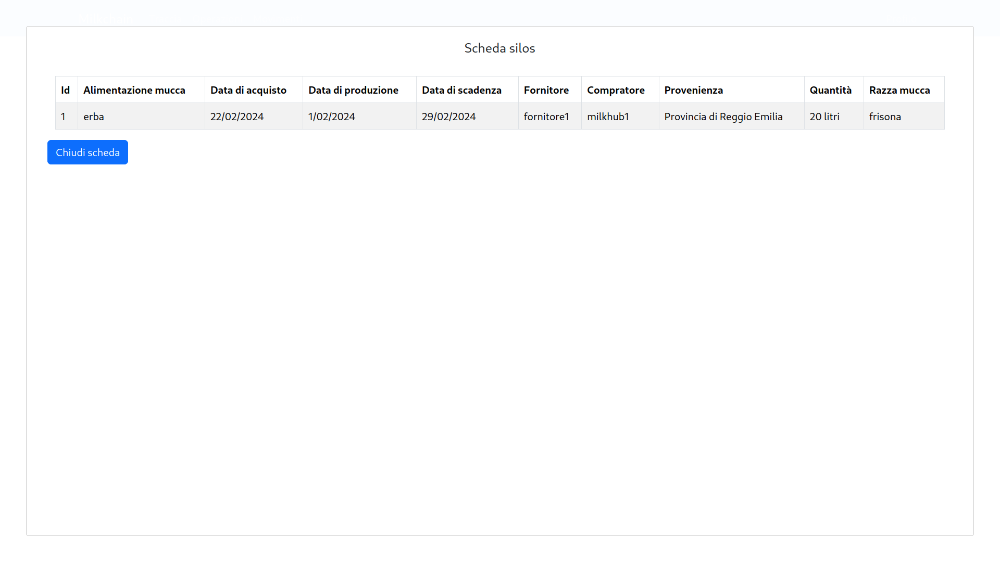 Scheda silos
Id Alimentazione mucca Data di acquisto Data di produzione Data di scadenza Fornitore Compratore Provenienza Quantità Razza mucca
1 erba 22/02/2024 1/02/2024 29/02/2024 fornitore1 milkhub1 Provincia di Reggio Emilia 20 litri frisona
Chiudi scheda